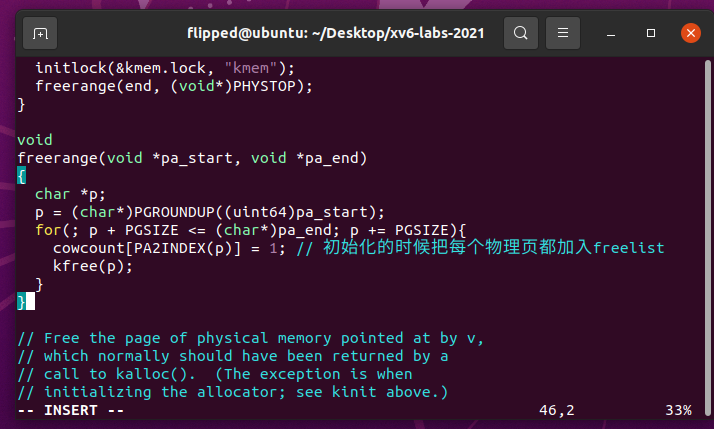 flipped@ubuntu: ~/Desktop/xv6-labs-2021
  initlock(&kmem.lock, "kmem");
  freerange(end, (void*)PHYSTOP);
}
void
freerange(void *pa_start, void *pa_end)
{
  char *p;
  p = (char*)PGROUNDUP((uint64)pa_start);
  for(; p + PGSIZE <= (char*)pa_end; p += PGSIZE){
    cowcount[PA2INDEX(p)] = 1; // 初始化的时候把每个物理页都加入freelist
    kfree(p);
  }
}
// Free the page of physical memory pointed at by v,
// which normally should have been returned by a
// call to kalloc().  (The exception is when
// initializing the allocator; see kinit above.)
-- INSERT -- 46,2 33%